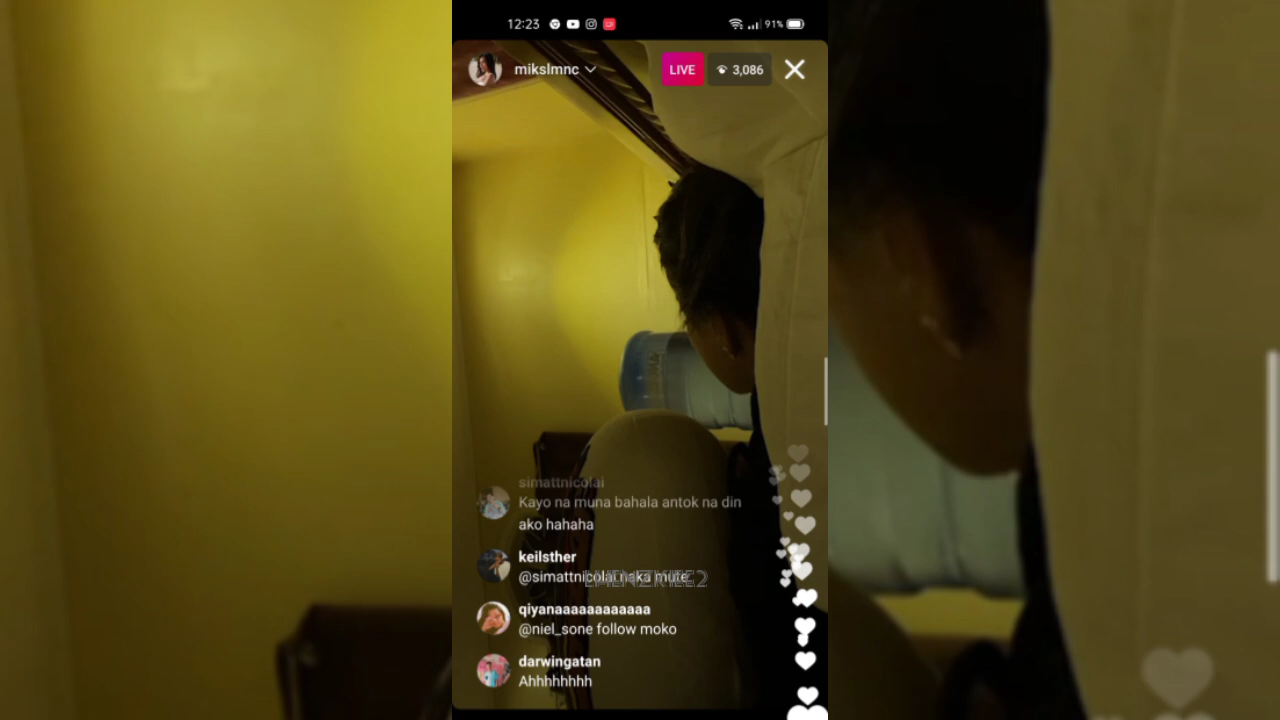 12:23
91%
mikslmnc
LIVE
3,086
simattnicolai
Kayo na muna bahala antok na din
ako hahaha
keilsther
@simattnicolai naka mute
qiyanaaaaaaaaaaaa
@niel_sone follow moko
darwingatan
Ahhhhhhhh